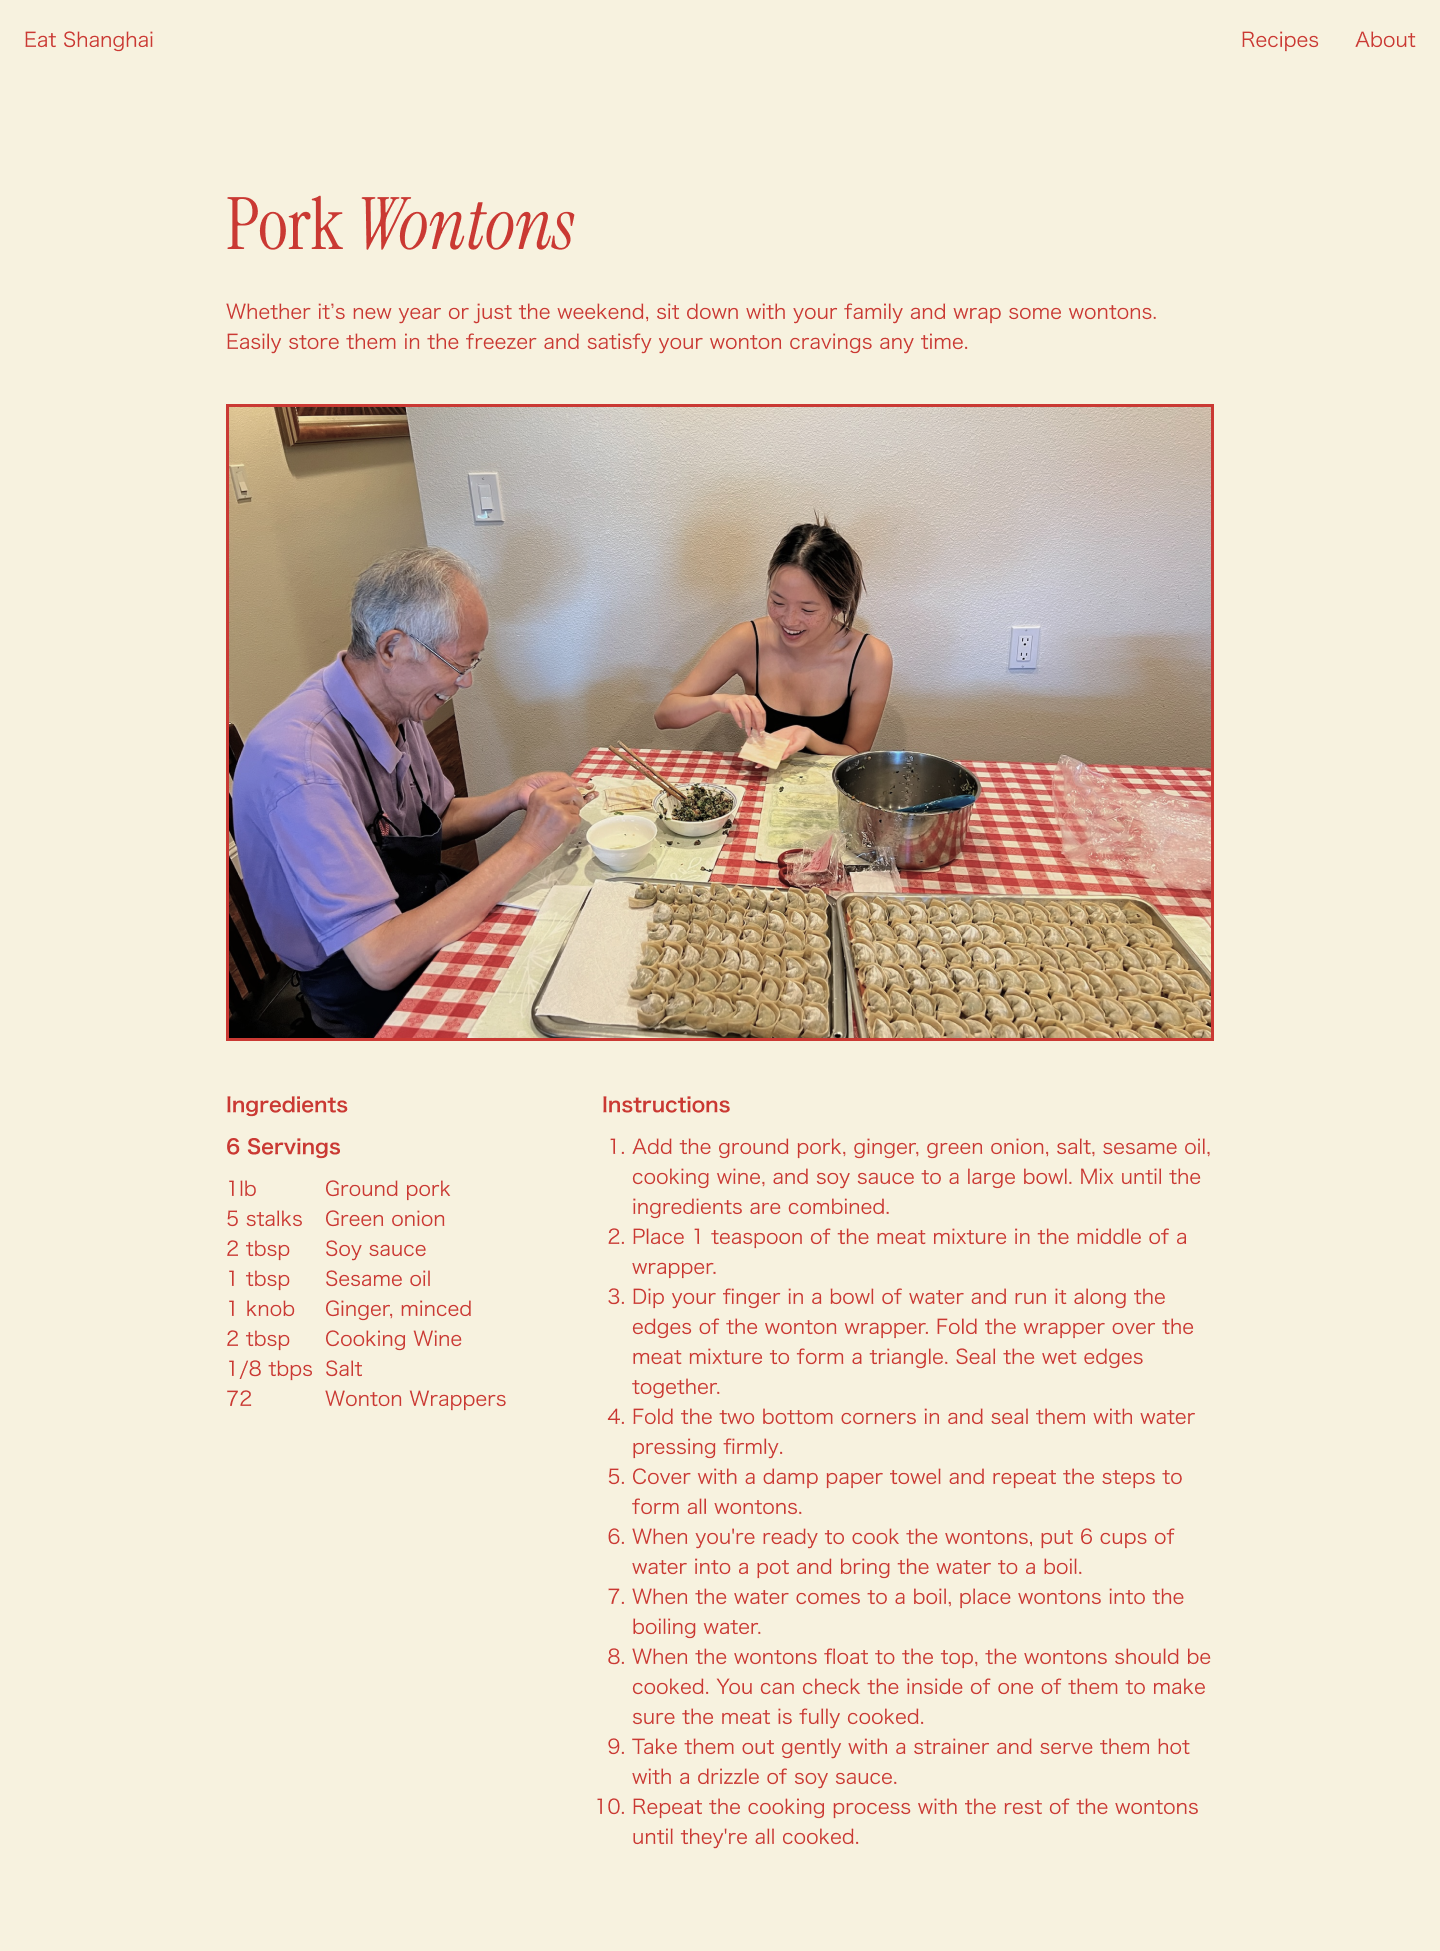 Eat Shanghai
Recipes
About
Pork Wontons
Whether it’s new year or just the weekend, sit down with your family and wrap some wontons.
Easily store them in the freezer and satisfy your wonton cravings any time.
Ingredients
6 Servings
1lb Ground pork
5 stalks Green onion
2 tbsp Soy sauce
1 tbsp Sesame oil
1 knob Ginger, minced
2 tbsp Cooking Wine
1/8 tbps Salt
72 Wonton Wrappers
Instructions
1. Add the ground pork, ginger, green onion, salt, sesame oil,
cooking wine, and soy sauce to a large bowl. Mix until the
ingredients are combined.
2. Place 1 teaspoon of the meat mixture in the middle of a
wrapper.
3. Dip your finger in a bowl of water and run it along the
edges of the wonton wrapper. Fold the wrapper over the
meat mixture to form a triangle. Seal the wet edges
together.
4. Fold the two bottom corners in and seal them with water
pressing firmly.
5. Cover with a damp paper towel and repeat the steps to
form all wontons.
6. When you're ready to cook the wontons, put 6 cups of
water into a pot and bring the water to a boil.
7. When the water comes to a boil, place wontons into the
boiling water.
8. When the wontons float to the top, the wontons should be
cooked. You can check the inside of one of them to make
sure the meat is fully cooked.
9. Take them out gently with a strainer and serve them hot
with a drizzle of soy sauce.
10. Repeat the cooking process with the rest of the wontons
until they're all cooked.